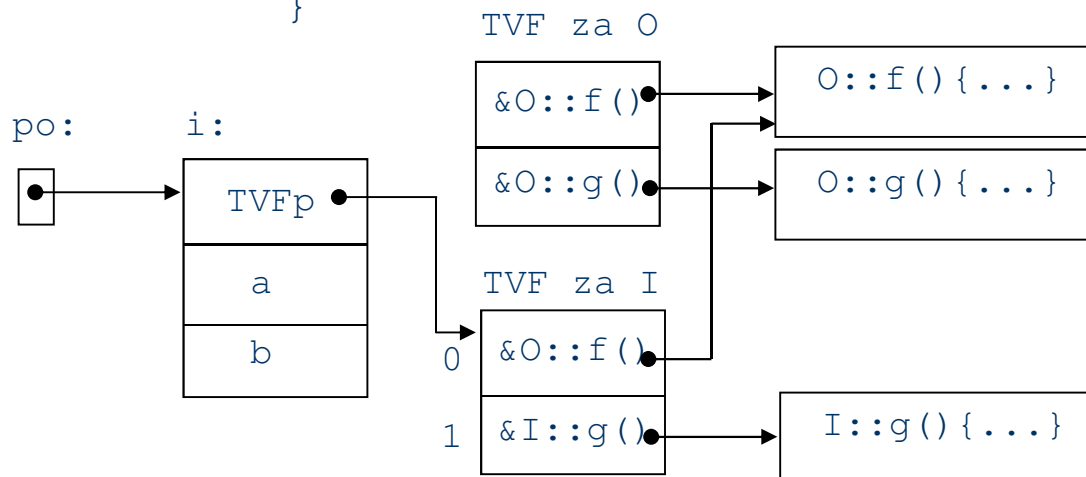 }
TVF za O
&O::f()
O::f(){...}
po:
i:
&O::g()
O::g(){...}
TVFp
a
TVF za I
b
0
&O::f()
1
&I::g()
I::g(){...}